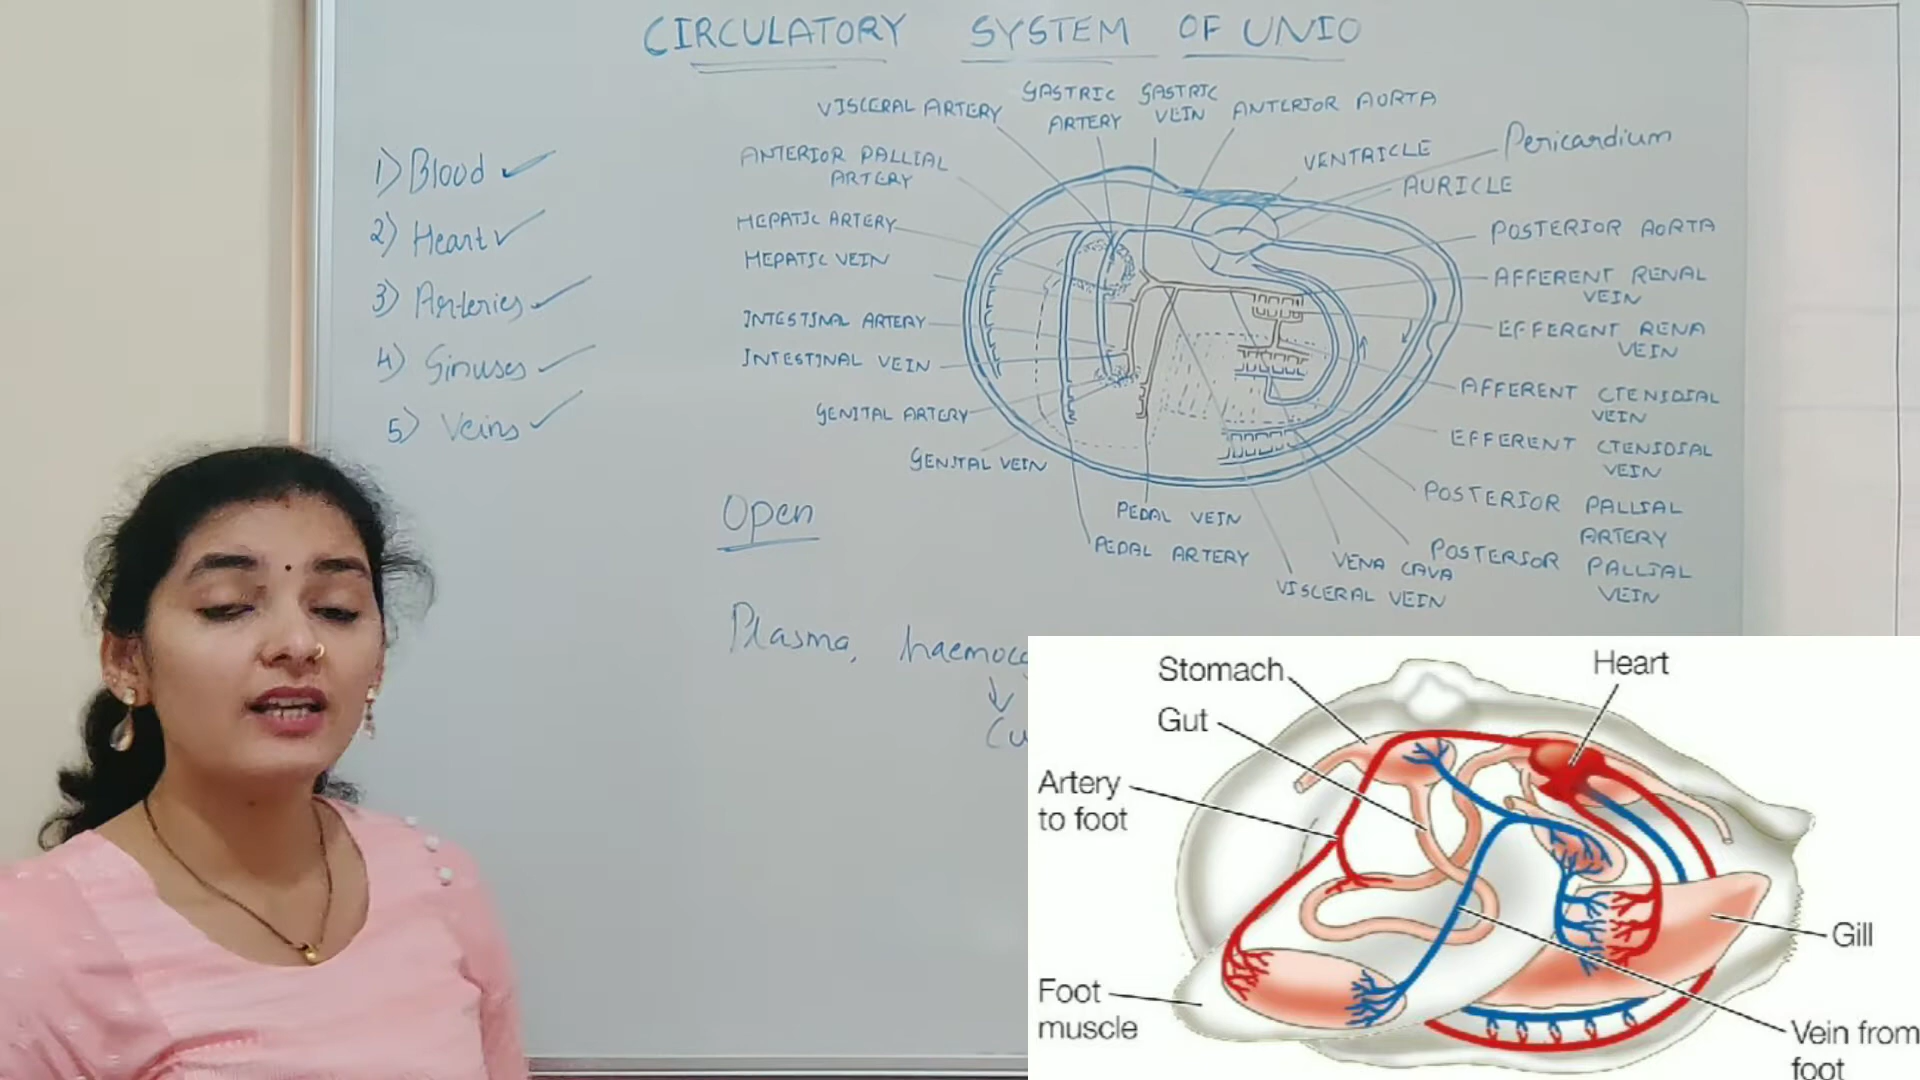 CIRCULATORY SYSTEM OF UNIO
1) Blood
2) Heart
3) Arteries
4) Sinuses
5) Veins
VISCERAL ARTERY
GASTRIC
ARTERY
GASTRIC
VEIN
ANTERIOR AORTA
ANTERIOR PALLIAL
ARTERY
HEPATIC ARTERY
HEPATIC VEIN
INTESTINAL ARTERY
INTESTINAL VEIN
GENITAL ARTERY
GENITAL VEIN
VENTRICLE
Pericardium
AURICLE
POSTERIOR AORTA
AFFERENT RENAL
VEIN
EFFERENT RENA
VEIN
AFFERENT CTENIDIAL
VEIN
EFFERENT CTENIDIAL
VEIN
POSTERIOR PALLIAL
ARTERY
POSTERIOR PALLIAL
VEIN
PEDAL VEIN
PEDAL ARTERY
VENA CAVA
VISCERAL VEIN
Open
Plasma,
Stomach
Heart
Gut
Artery
to foot
Gill
Foot
muscle
Vein from
foot